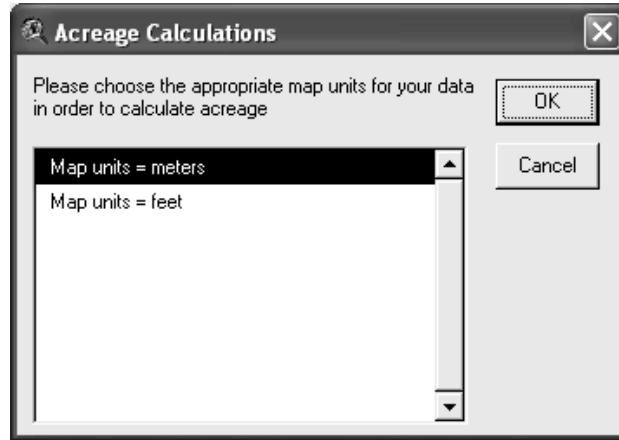 Acreage Calculations
Please choose the appropriate map units for your data
in order to calculate acreage
OK
Cancel
Map units = meters
Map units = feet